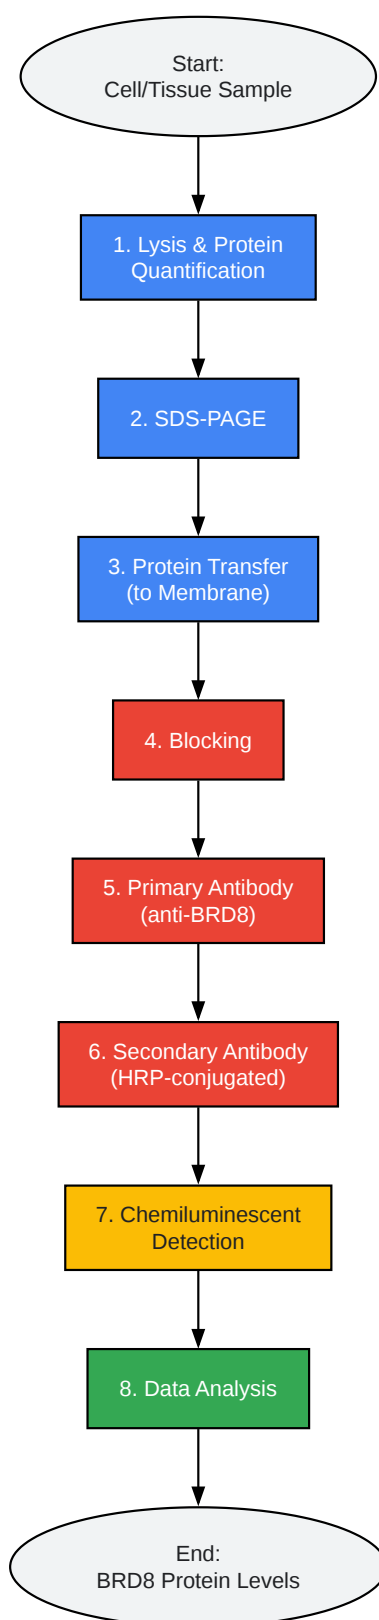 Start:
Cell/Tissue Sample
1. Lysis & Protein
Quantification
2. SDS-PAGE
3. Protein Transfer
(to Membrane)
4. Blocking
5. Primary Antibody
(anti-BRD8)
6. Secondary Antibody
(HRP-conjugated)
7. Chemiluminescent
Detection
8. Data Analysis
End:
BRD8 Protein Levels